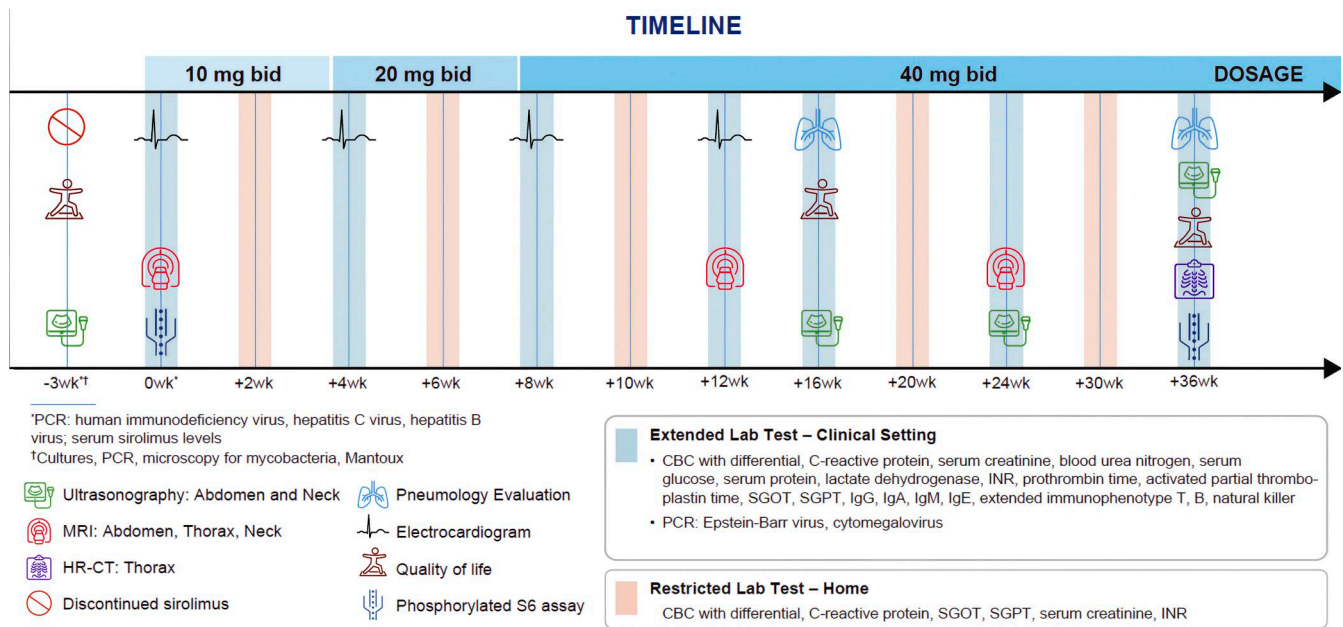 TIMELINE
10 mg bid
20 mg bid
40 mg bid
DOSAGE
-3wk*†
0wk*
+2wk
+4wk
+6wk
+8wk
+10wk
+12wk
+16wk
+20wk
+24wk
+30wk
+36wk
*PCR: human immunodeficiency virus, hepatitis C virus, hepatitis B
virus; serum sirolimus levels
†Cultures, PCR, microscopy for mycobacteria, Mantoux
Ultrasonography: Abdomen and Neck
MRI: Abdomen, Thorax, Neck
HR-CT: Thorax
Discontinued sirolimus
Pneumology Evaluation
Electrocardiogram
Quality of life
Phosphorylated S6 assay
Extended Lab Test – Clinical Setting
• CBC with differential, C-reactive protein, serum creatinine, blood urea nitrogen, serum
glucose, serum protein, lactate dehydrogenase, INR, prothrombin time, activated partial thrombo-
plastin time, SGOT, SGPT, IgG, IgA, IgM, IgE, extended immunophenotype T, B, natural killer
• PCR: Epstein-Barr virus, cytomegalovirus
Restricted Lab Test – Home
CBC with differential, C-reactive protein, SGOT, SGPT, serum creatinine, INR